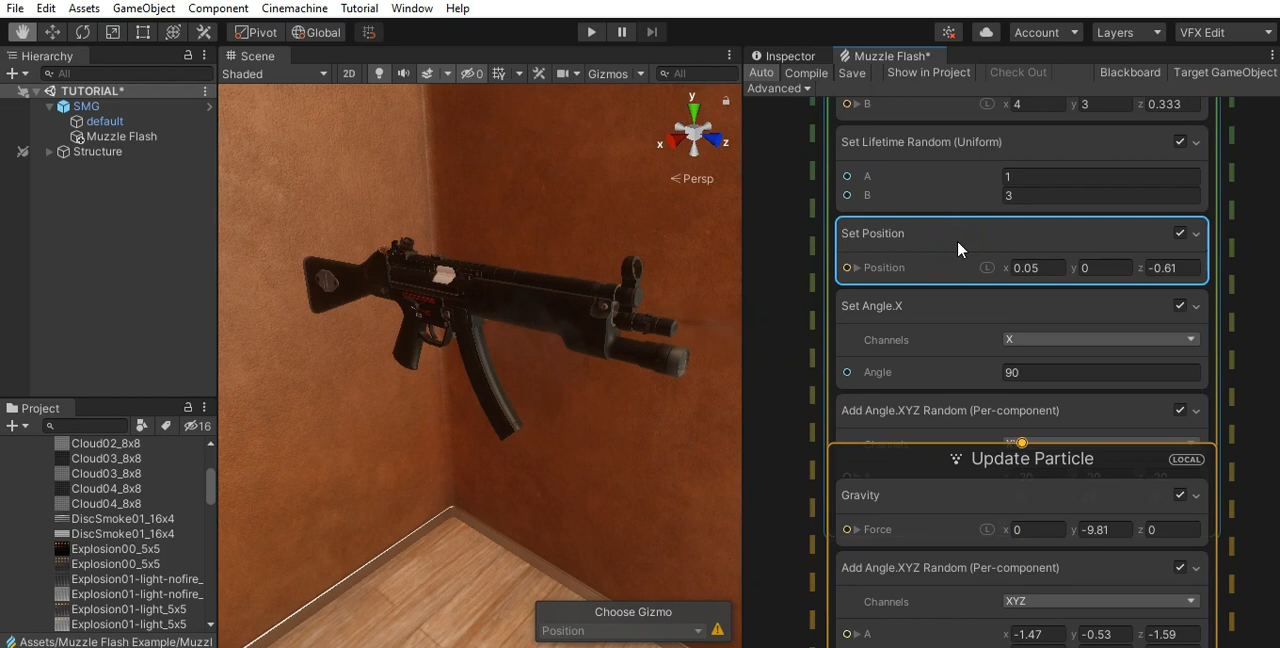 File Edit Assets GameObject Component Cinemachine Tutorial Window Help
Pivot Global Account Layers VFX Edit
Hierarchy Scene Inspector Muzzle Flash*
All Shaded 2D 0 Gizmos All Auto Compile Save Show in Project Check Out Blackboard Target GameObject
Advanced
TUTORIAL*
SMG
default
Muzzle Flash
Structure
y
x
z
Persp
B L x 4 y 3 z 0.333
Set Lifetime Random (Uniform)
A 1
B 3
Set Position
Position L x 0.05 y 0 z -0.61
Set Angle.X
Channels X
Angle 90
Add Angle.XYZ Random (Per-component)
Update Particle LOCAL
Gravity
Force L x 0 y -9.81 z 0
Add Angle.XYZ Random (Per-component)
Channels XYZ
A x -1.47 y -0.53 z -1.59
Choose Gizmo
Position
Project
16
Cloud02_8x8
Cloud03_8x8
Cloud03_8x8
Cloud04_8x8
Cloud04_8x8
DiscSmoke01_16x4
DiscSmoke01_16x4
Explosion00_5x5
Explosion00_5x5
Explosion01-light-nofire_
Explosion01-light-nofire_
Explosion01-light_5x5
Explosion01-light_5x5
Assets/Muzzle Flash Example/Muzzl